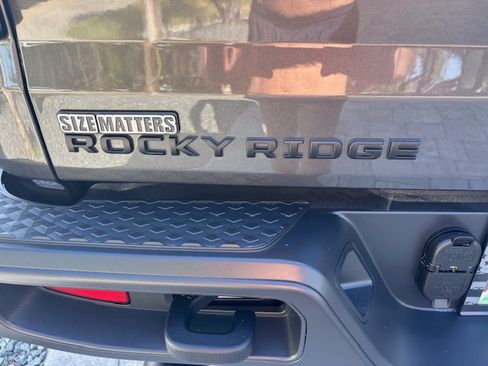 SIZE MATTERS
ROCKY RIDGE